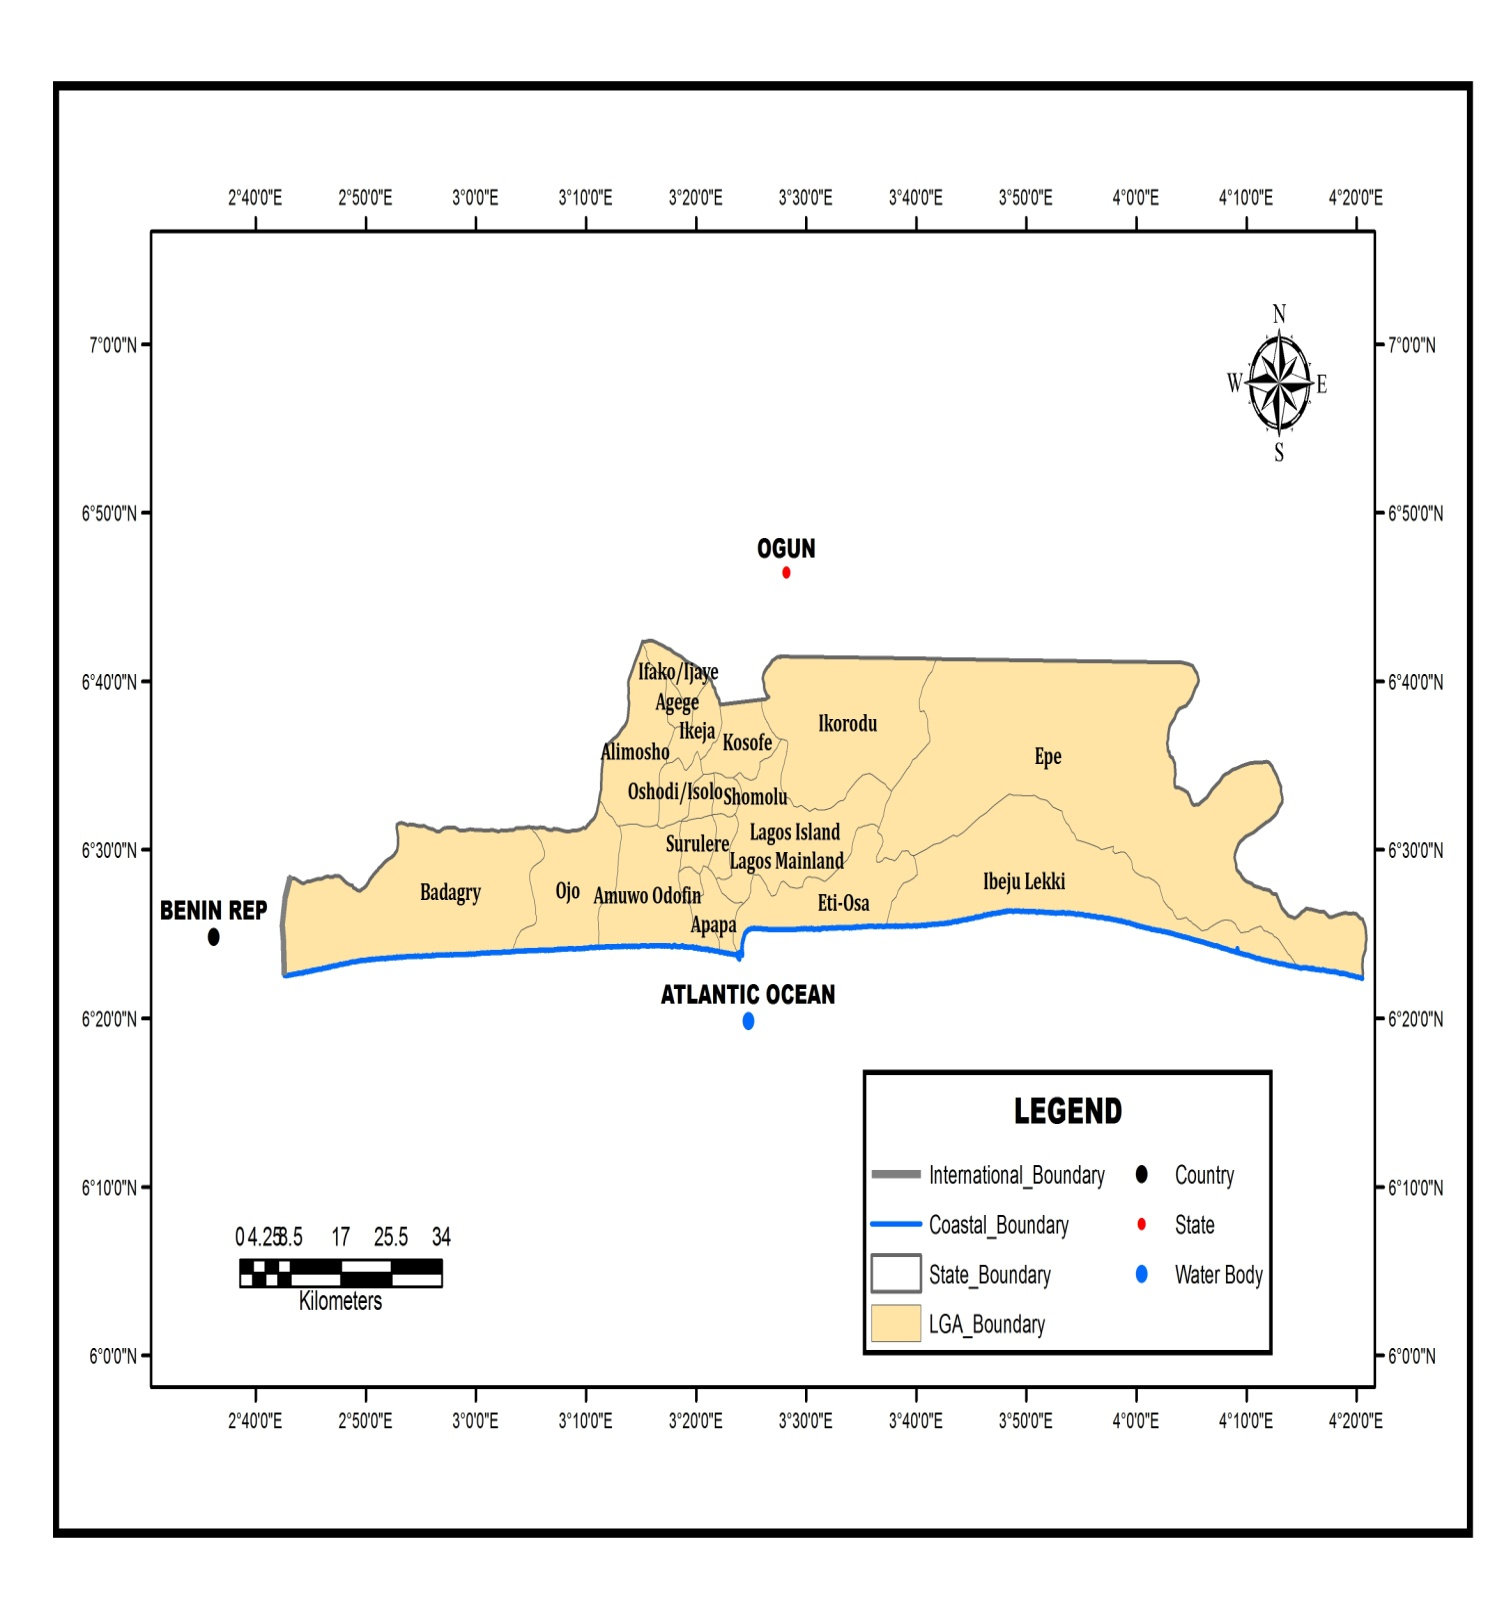 2°40'0"E 2°50'0"E 3°0'0"E 3°10'0"E 3°20'0"E 3°30'0"E 3°40'0"E 3°50'0"E 4°0'0"E 4°10'0"E 4°20'0"E
N
W E
S
7°0'0"N 7°0'0"N
6°50'0"N 6°50'0"N
OGUN
6°40'0"N 6°40'0"N
Ifako/Ijaye
Agege
Ikeja
Ikorodu
Kosofe
Alimosho
Epe
Oshodi/Isolo
Shomolu
Lagos Island
Surulere
Lagos Mainland
6°30'0"N 6°30'0"N
Badagry
Ojo
Amuwo Odofin
Ibeju Lekki
Eti-Osa
Apapa
BENIN REP
ATLANTIC OCEAN
6°20'0"N 6°20'0"N
LEGEND
International_Boundary Country
Coastal_Boundary State
State_Boundary Water Body
LGA_Boundary
6°10'0"N 6°10'0"N
0 4.25 8.5 17 25.5 34
Kilometers
6°0'0"N 6°0'0"N
2°40'0"E 2°50'0"E 3°0'0"E 3°10'0"E 3°20'0"E 3°30'0"E 3°40'0"E 3°50'0"E 4°0'0"E 4°10'0"E 4°20'0"E